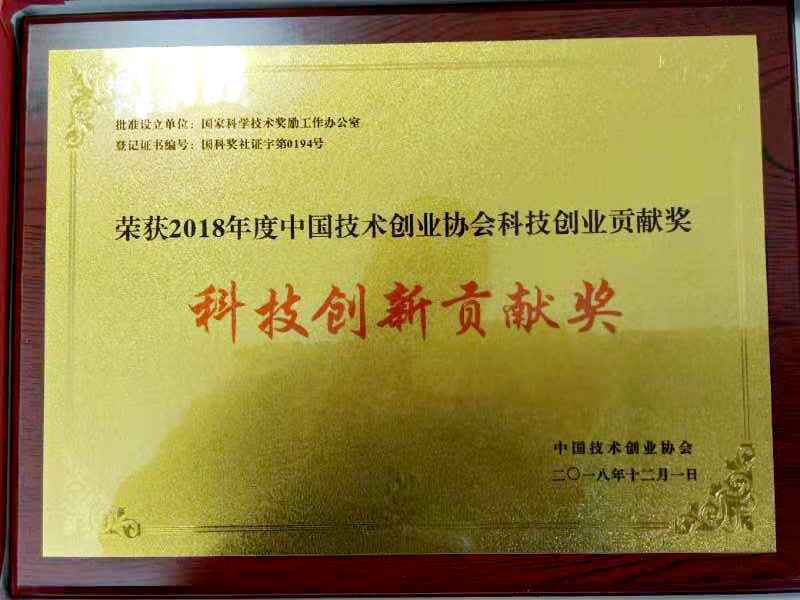 批准设立单位：国家科学技术奖励工作办公室
登记证书编号：国科奖社证字第0194号
荣获2018年度中国技术创业协会科技创业贡献奖
科技创新贡献奖
中国技术创业协会
二〇一八年十二月一日